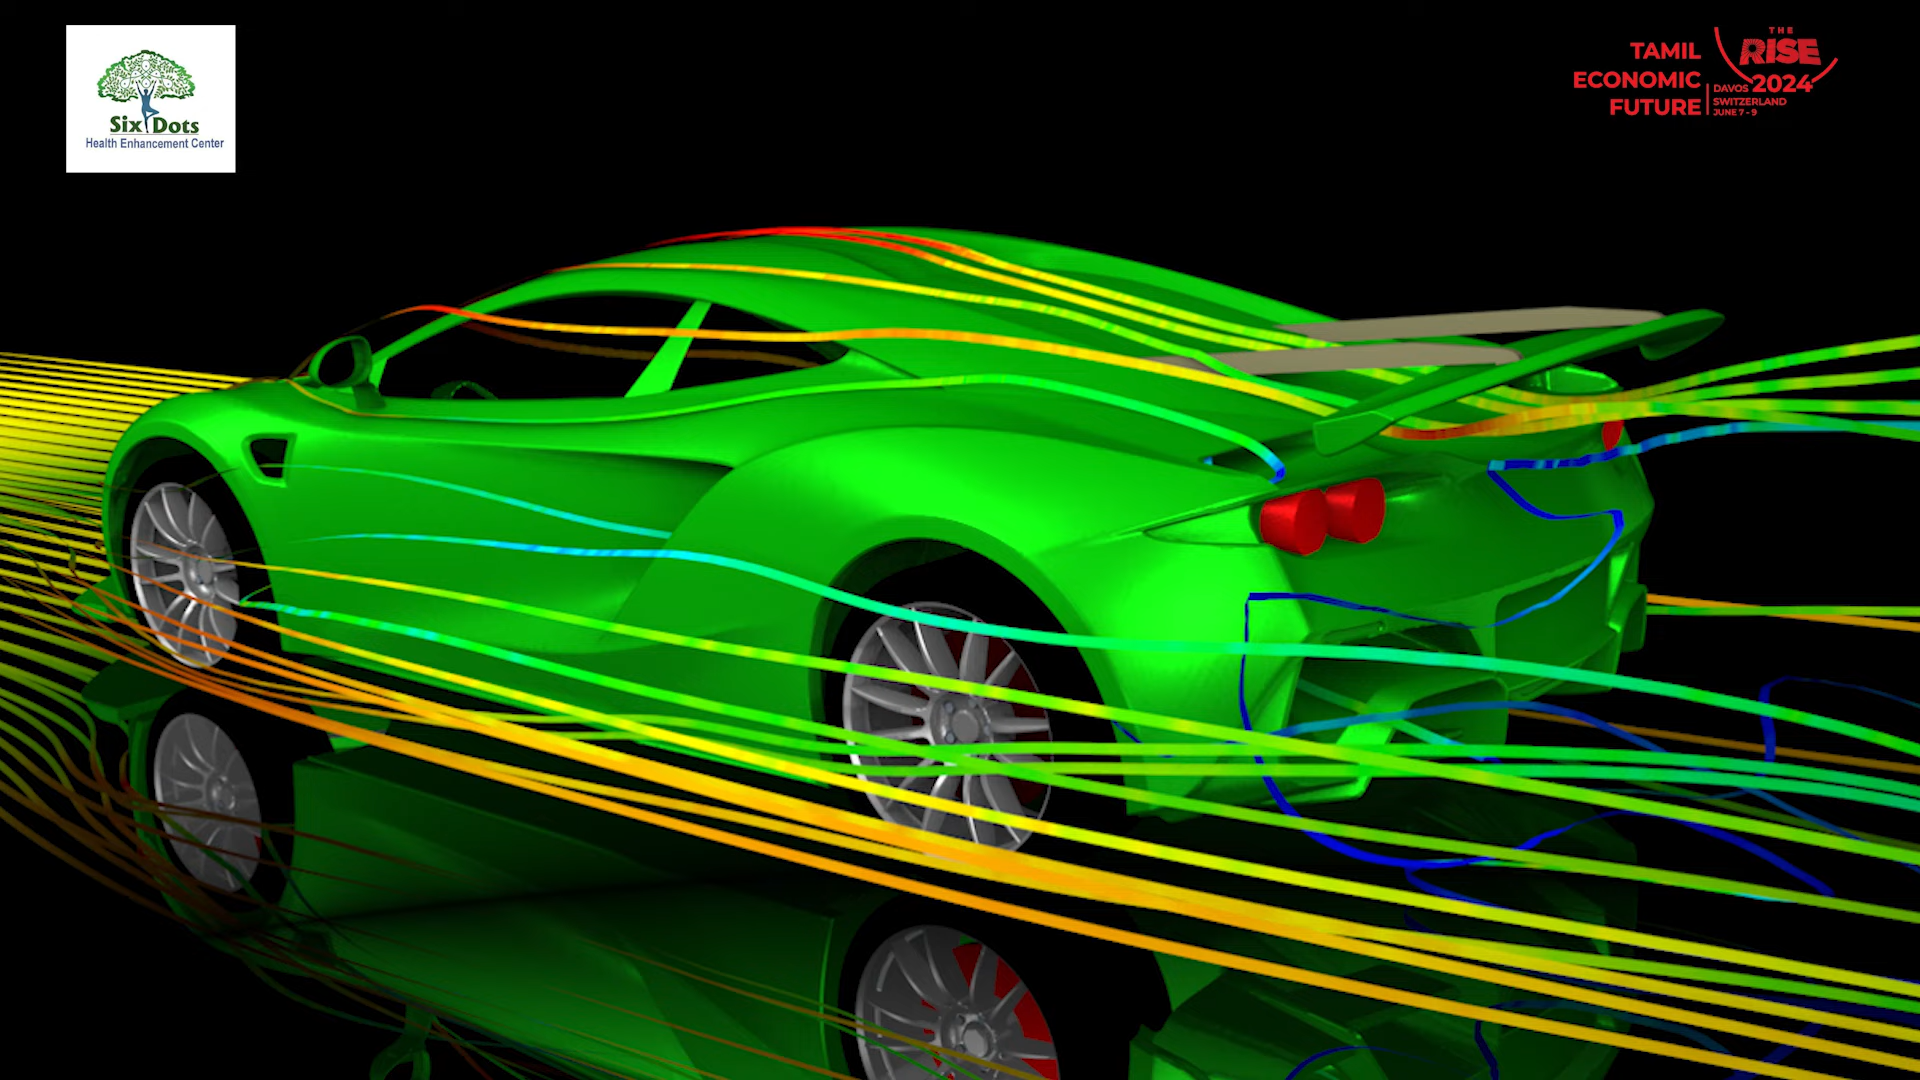 Six Dots
Health Enhancement Center
TAMIL
ECONOMIC
FUTURE
THE
RISE
2024
DAVOS
SWITZERLAND
JUNE 7 - 9